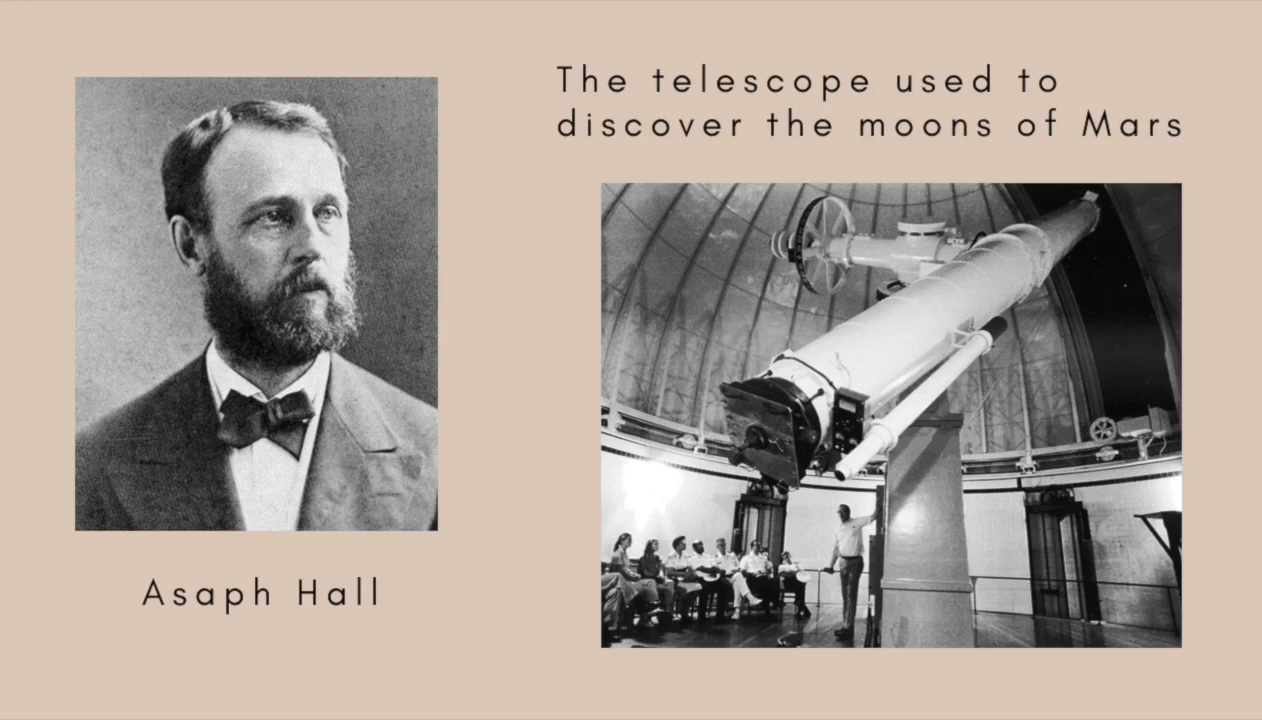 The telescope used to
discover the moons of Mars
Asaph Hall